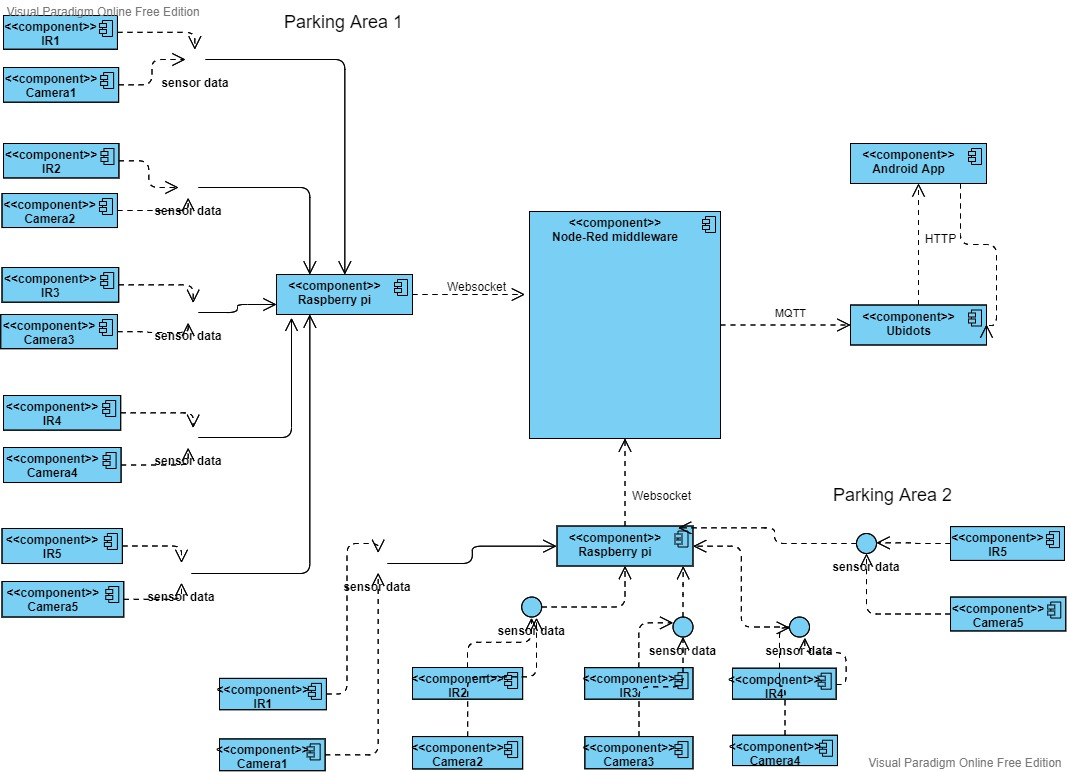 Visual Paradigm Online Free Edition
Parking Area 1
<<component>>
IR1
<<component>>
Camera1
sensor data
<<component>>
IR2
<<component>>
Camera2
sensor data
<<component>>
IR3
<<component>>
Camera3
sensor data
<<component>>
IR4
<<component>>
Camera4
sensor data
<<component>>
IR5
<<component>>
Camera5
sensor data
<<component>>
Raspberry pi
Websocket
<<component>>
Node-Red middleware
MQTT
<<component>>
Android App
HTTP
<<component>>
Ubidots
Websocket
Parking Area 2
<<component>>
Raspberry pi
<<component>>
IR5
sensor data
<<component>>
Camera5
sensor data
sensor data
sensor data
sensor data
<<component>>
IR1
<<component>>
IR2
<<component>>
IR3
<<component>>
IR4
<<component>>
Camera1
<<component>>
Camera2
<<component>>
Camera3
<<component>>
Camera4
Visual Paradigm Online Free Edition